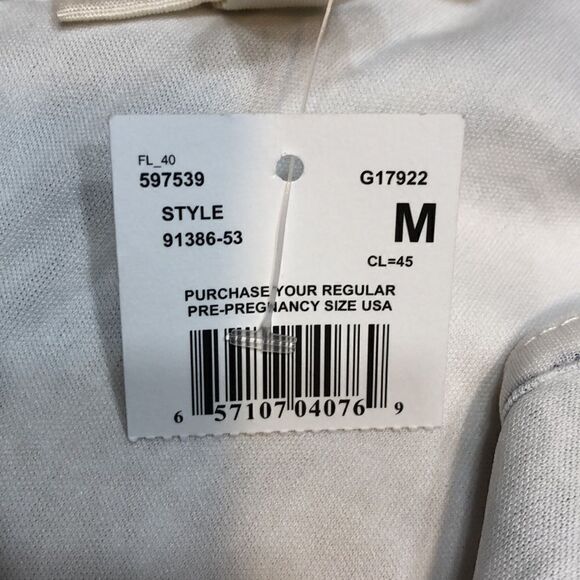 FL_40
597539 G17922
STYLE M
91386-53
CL=45
PURCHASE YOUR REGULAR
PRE-PREGNANCY SIZE USA
6 57107 04076 9